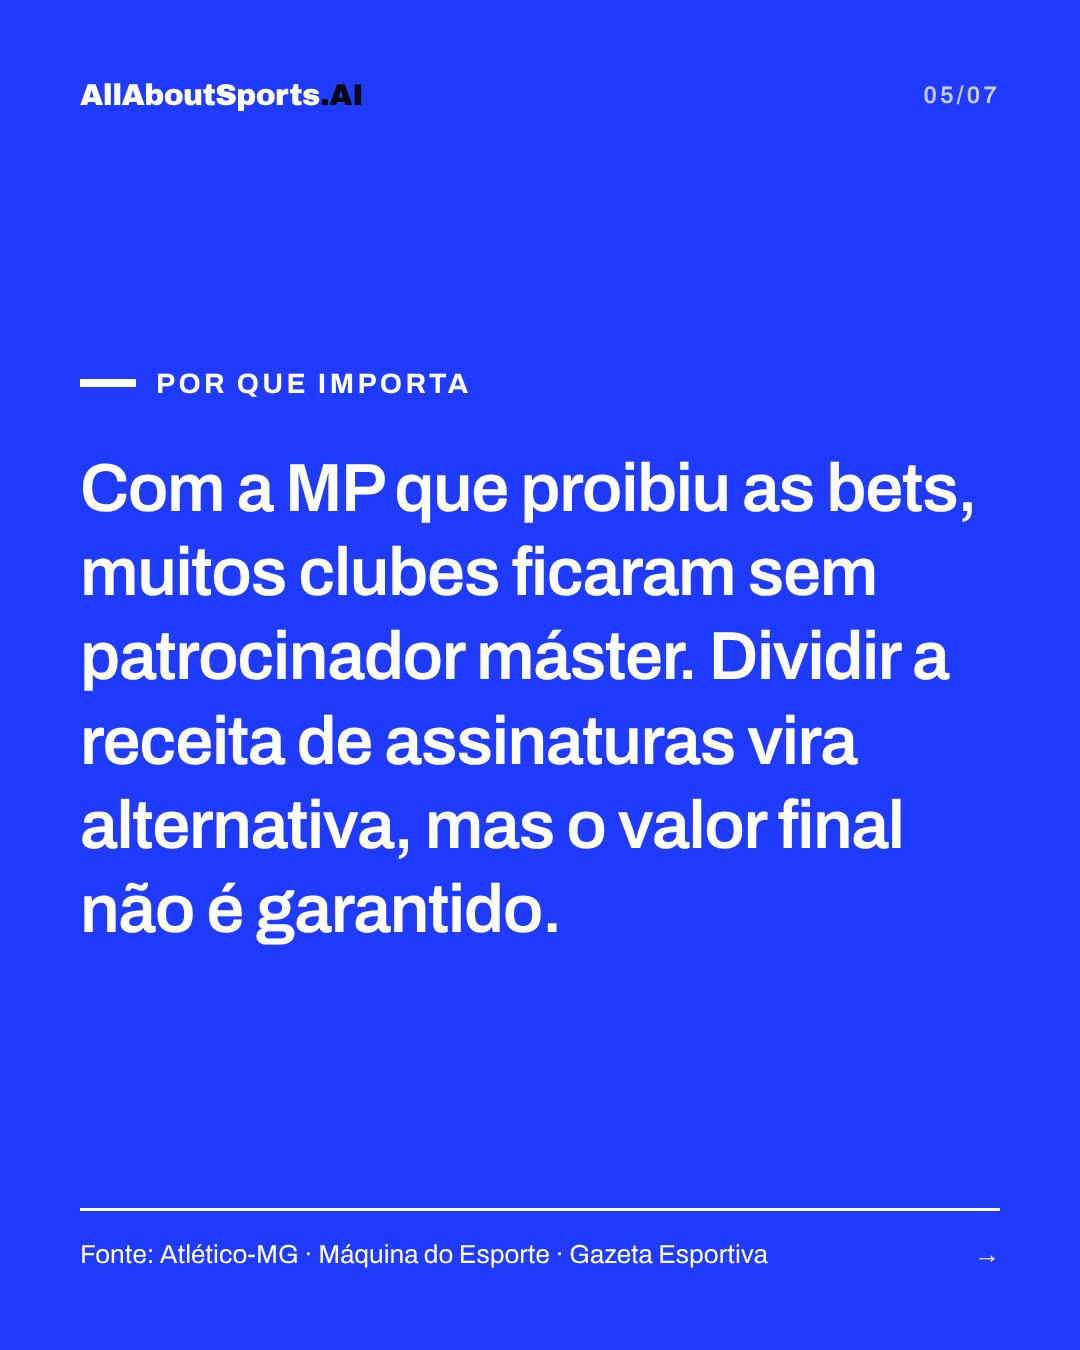 AllAboutSports.AI
05/07
POR QUE IMPORTA
Com a MP que proibiu as bets,
muitos clubes ficaram sem
patrocinador máster. Dividir a
receita de assinaturas vira
alternativa, mas o valor final
não é garantido.
Fonte: Atlético-MG · Máquina do Esporte · Gazeta Esportiva →